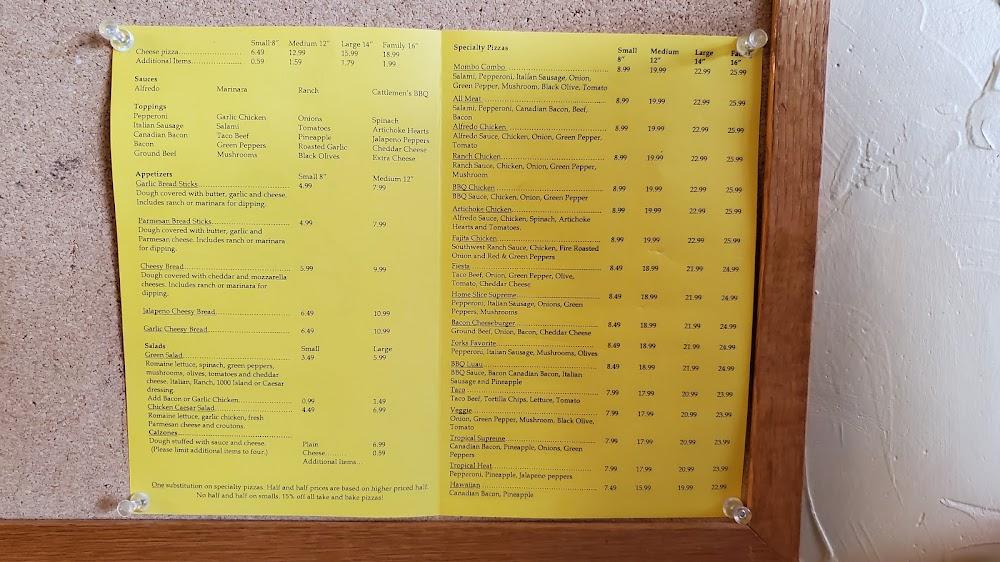 Small 8" Medium 12" Large 14" Family 16"
Cheese pizza........................ 6.49 12.99 15.99 18.99
Additional Items................... 0.59 1.59 1.79 1.99
Sauces
Alfredo Marinara Ranch Cattlemen's BBQ
Toppings
Pepperoni Garlic Chicken Onions Spinach
Italian Sausage Salami Tomatoes Artichoke Hearts
Canadian Bacon Taco Beef Pineapple Jalapeno Peppers
Bacon Green Peppers Roasted Garlic Cheddar Cheese
Ground Beef Mushrooms Black Olives Extra Cheese
Appetizers Small 8" Medium 12"
Garlic Bread Sticks........................ 4.99 7.99
Dough covered with butter, garlic and cheese.
Includes ranch or marinara for dipping.
Parmesan Bread Sticks.................... 4.99 7.99
Dough covered with butter, garlic and
Parmesan cheese. Includes ranch or marinara
for dipping.
Cheesy Bread................................ 5.99 9.99
Dough covered with cheddar and mozzarella
cheeses. Includes ranch or marinara for
dipping.
Jalapeno Cheesy Bread................... 6.49 10.99
Garlic Cheesy Bread....................... 6.49 10.99
Salads Small Large
Green Salad................................... 3.49 5.99
Romaine lettuce, spinach, green peppers,
mushrooms, olives, tomatoes and cheddar
cheese. Italian, Ranch, 1000 Island or Caesar
dressing.
Add Bacon or Garlic Chicken............. 0.99 1.49
Chicken Caesar Salad...................... 4.49 6.99
Romaine lettuce, garlic chicken, fresh
Parmesan cheese and croutons.
Calzones........................................
Dough stuffed with sauce and cheese. Plain 6.99
(Please limit additional items to four.) Cheese......... 0.59
Additional Items...
One substitution on specialty pizzas. Half and half prices are based on higher priced half.
No half and half on smalls. 15% off all take and bake pizzas!
Specialty Pizzas Small Medium Large Family
8" 12" 14" 16"
Mombo Combo................................ 8.99 19.99 22.99 25.99
Salami, Pepperoni, Italian Sausage, Onion,
Green Pepper, Mushroom, Black Olive, Tomato
All Meat....................................... 8.99 19.99 22.99 25.99
Salami, Pepperoni, Canadian Bacon, Beef,
Bacon
Alfredo Chicken............................. 8.99 19.99 22.99 25.99
Alfredo Sauce, Chicken, Onion, Green Pepper,
Tomato
Ranch Chicken............................... 8.99 19.99 22.99 25.99
Ranch Sauce, Chicken, Onion, Green Pepper,
Mushroom
BBQ Chicken.................................. 8.99 19.99 22.99 25.99
BBQ Sauce, Chicken, Onion, Green Pepper
Artichoke Chicken.......................... 8.99 19.99 22.99 25.99
Alfredo Sauce, Chicken, Spinach, Artichoke
Hearts and Tomatoes.
Fajita Chicken............................... 8.99 19.99 22.99 25.99
Southwest Ranch Sauce, Chicken, Fire Roasted
Onion and Red & Green Peppers
Fiesta........................................... 8.49 18.99 21.99 24.99
Taco Beef, Onion, Green Pepper, Olive,
Tomato, Cheddar Cheese
Home Slice Supreme....................... 8.49 18.99 21.99 24.99
Pepperoni, Italian Sausage, Onions, Green
Peppers, Mushrooms
Bacon Cheeseburger....................... 8.49 18.99 21.99 24.99
Ground Beef, Onion, Bacon, Cheddar Cheese
Forks Favorite................................ 8.49 18.99 21.99 24.99
Pepperoni, Italian Sausage, Mushrooms, Olives
BBQ Luau...................................... 8.49 18.99 21.99 24.99
BBQ Sauce, Bacon Canadian Bacon, Italian
Sausage and Pineapple
Taco............................................. 7.99 17.99 20.99 23.99
Taco Beef, Tortilla Chips, Lettuce, Tomato
Veggie.......................................... 7.99 17.99 20.99 23.99
Onion, Green Pepper, Mushroom, Black Olive,
Tomato
Tropical Supreme........................... 7.99 17.99 20.99 23.99
Canadian Bacon, Pineapple, Onions, Green
Peppers
Tropical Heat................................ 7.99 17.99 20.99 23.99
Pepperoni, Pineapple, Jalapeno peppers
Hawaiian...................................... 7.49 15.99 19.99 22.99
Canadian Bacon, Pineapple